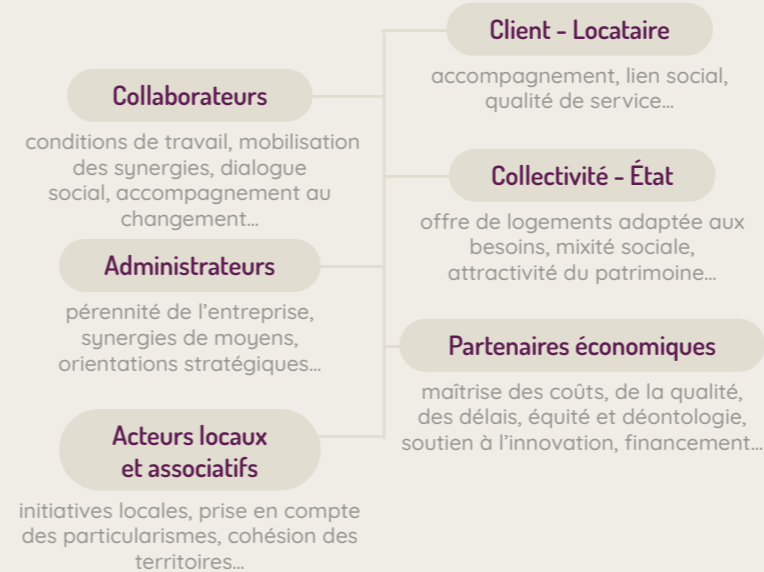 Client - Locataire
accompagnement, lien social,
qualité de service…
Collaborateurs
conditions de travail, mobilisation
des synergies, dialogue
social, accompagnement au
changement…
Collectivité - État
offre de logements adaptée aux
besoins, mixité sociale,
attractivité du patrimoine…
Administrateurs
pérennité de l’entreprise,
synergies de moyens,
orientations stratégiques…
Partenaires économiques
maîtrise des coûts, de la qualité,
des délais, équité et déontologie,
soutien à l’innovation, financement…
Acteurs locaux
et associatifs
initiatives locales, prise en compte
des particularismes, cohésion des
territoires…